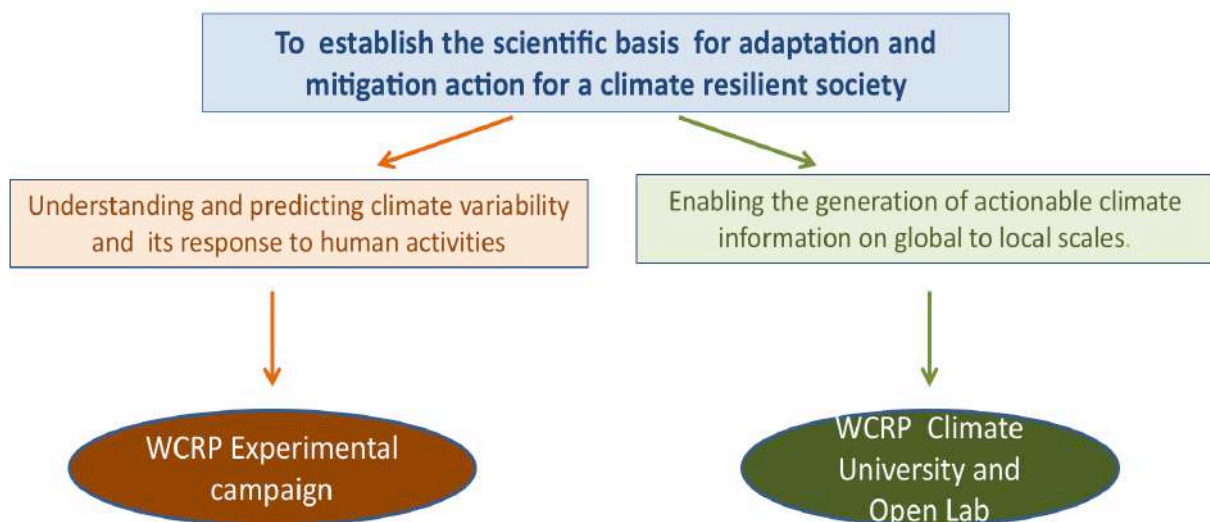 To establish the scientific basis for adaptation and
mitigation action for a climate resilient society
Understanding and predicting climate variability
and its response to human activities
Enabling the generation of actionable climate
information on global to local scales.
WCRP Experimental
campaign
WCRP Climate
University and
Open Lab